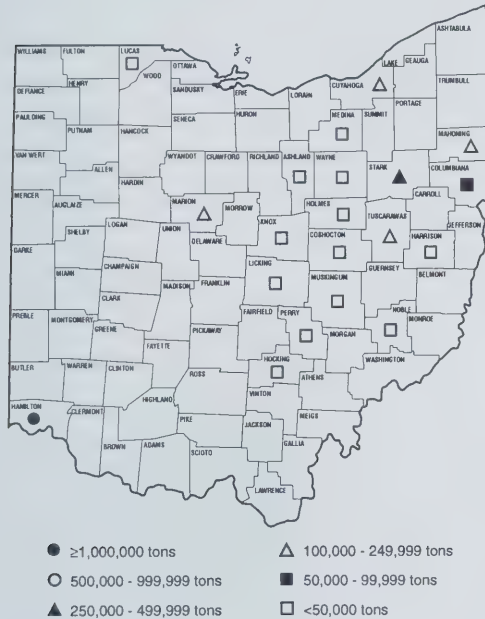 ASHTABULA
WILLIAMS FULTON LUCAS
LAKE GEAUGA
OTTAWA
WOOD
CUYAHOGA
TRUMBULL
HENRY
DEFIANCE
SANDUSKY ERIE LORAIN
PORTAGE
MEDINA SUMMIT
PAULDING
SENECA HURON
MAHONING
PUTNAM HANCOCK
VAN WERT
WYANDOT CRAWFORD RICHLAND ASHLAND WAYNE STARK COLUMBIANA
ALLEN
HARDIN
CARROLL
MERCER
MARION
HOLMES
AUGLAIZE
MORROW
TUSCARAWAS
JEFFERSON
LOGAN UNION
KNOX
SHELBY
COSHOCTON
HARRISON
DELAWARE
DARKE
LICKING
GUERNSEY
CHAMPAIGN
BELMONT
MIAMI
MADISON FRANKLIN
MUSKINGUM
CLARK
NOBLE
PREBLE MONTGOMERY
FAIRFIELD PERRY
MONROE
GREENE
PICKAWAY
MORGAN
FAYETTE
WASHINGTON
HOCKING
BUTLER WARREN CLINTON
ROSS
ATHENS
VINTON
HAMILTON
HIGHLAND
CLERMONT
MEIGS
PIKE
JACKSON
GALLIA
BROWN ADAMS SCIOTO
LAWRENCE
≥1,000,000 tons
500,000 - 999,999 tons
250,000 - 499,999 tons
100,000 - 249,999 tons
50,000 - 99,999 tons
<50,000 tons